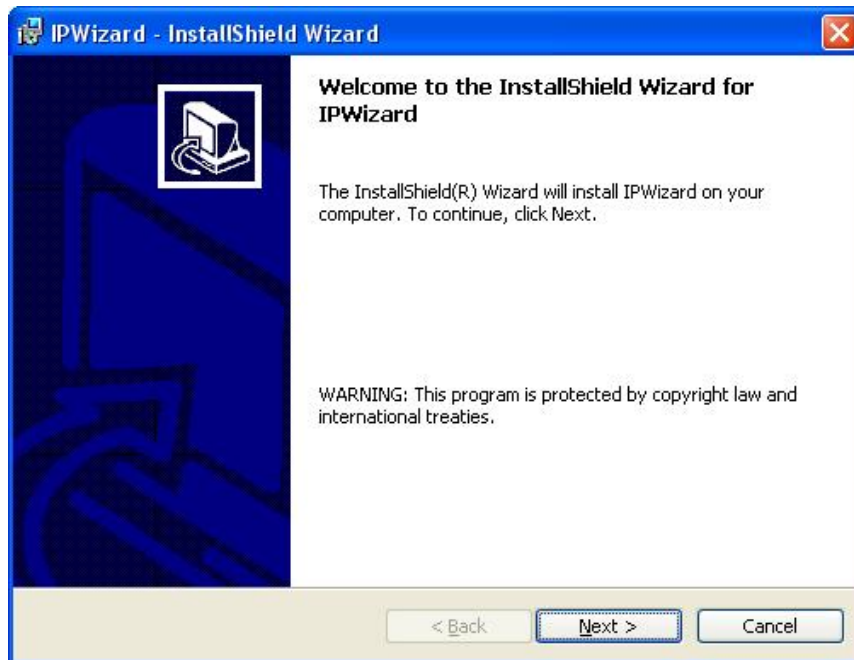 IPWizard - InstallShield Wizard
Welcome to the InstallShield Wizard for
IPWizard
The InstallShield(R) Wizard will install IPWizard on your
computer. To continue, click Next.
WARNING: This program is protected by copyright law and
international treaties.
< Back
Next >
Cancel